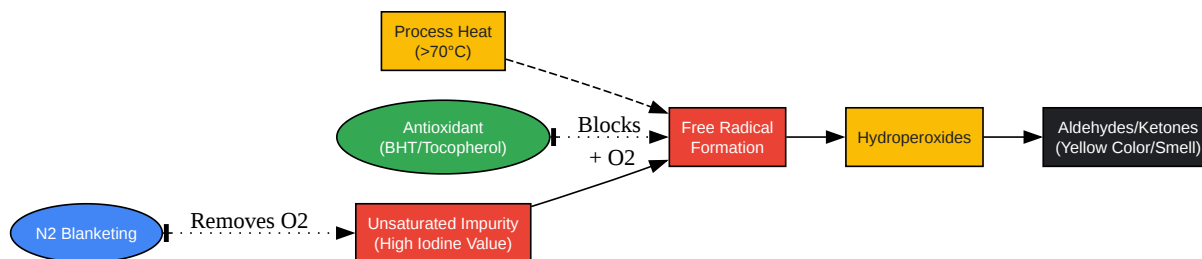 Process Heat
(>70°C)
Antioxidant
(BHT/Tocopherol)
Blocks
+ O2
Free Radical
Formation
Hydroperoxides
Aldehydes/Ketones
(Yellow Color/Smell)
N2 Blanketing
Removes O2
Unsaturated Impurity
(High Iodine Value)